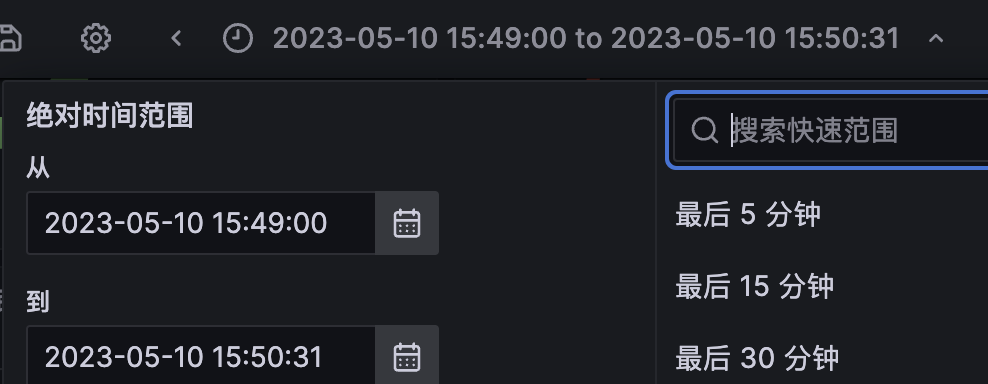 2023-05-10 15:49:00 to 2023-05-10 15:50:31
绝对时间范围
从
2023-05-10 15:49:00
到
2023-05-10 15:50:31
搜索快速范围
最后 5 分钟
最后 15 分钟
最后 30 分钟